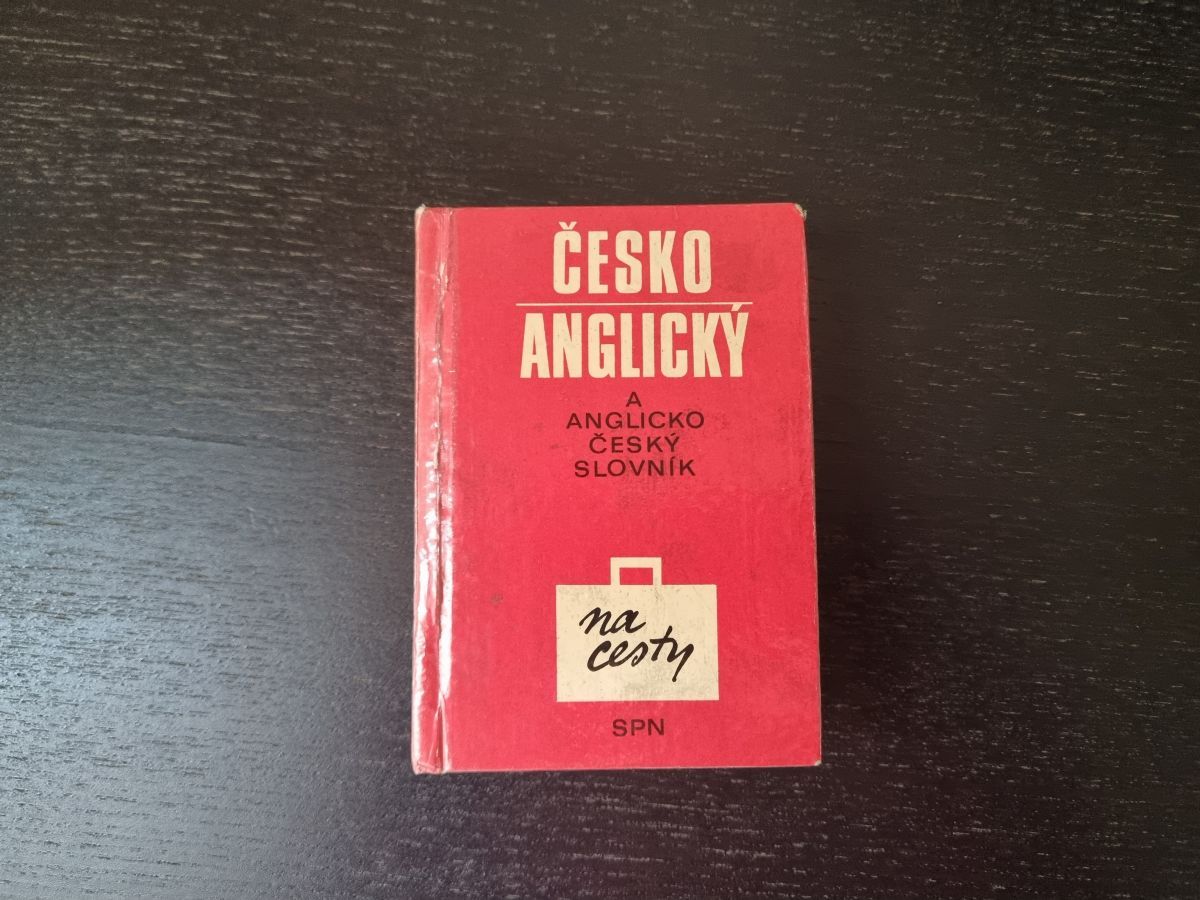 ČESKO
ANGLICKÝ
A
ANGLICKO
ČESKÝ
SLOVNÍK
na
cesty
SPN